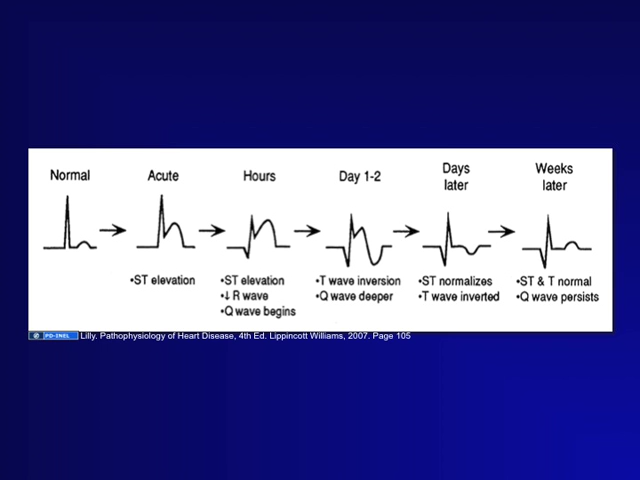 Normal
Acute
Hours
Day 1-2
Days
later
Weeks
later
•ST elevation
•ST elevation
•↓ R wave
•Q wave begins
•T wave inversion
•Q wave deeper
•ST normalizes
•T wave inverted
•ST & T normal
•Q wave persists
PD-INEL
Lilly. Pathophysiology of Heart Disease, 4th Ed. Lippincott Williams, 2007. Page 105